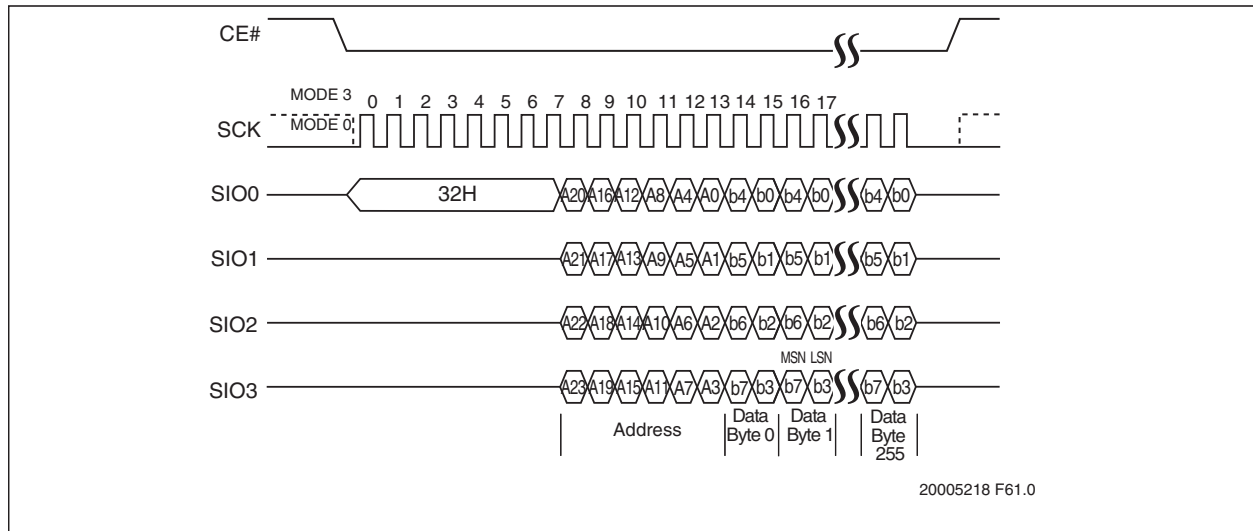 CE#
MODE 3
0 1 2 3 4 5 6 7 8 9 10 11 12 13 14 15 16 17
SCK
MODE 0
SIO0
32H
A20 A16 A12 A8 A4 A0 b4 b0 b4 b0 b4 b0
SIO1
A21 A17 A13 A9 A5 A1 b5 b1 b5 b1 b5 b1
SIO2
A22 A18 A14 A10 A6 A2 b6 b2 b6 b2 b6 b2
MSN LSN
SIO3
A23 A19 A15 A11 A7 A3 b7 b3 b7 b3 b7 b3
Address
Data
Byte 0
Data
Byte 1
Data
Byte
255
20005218 F61.0